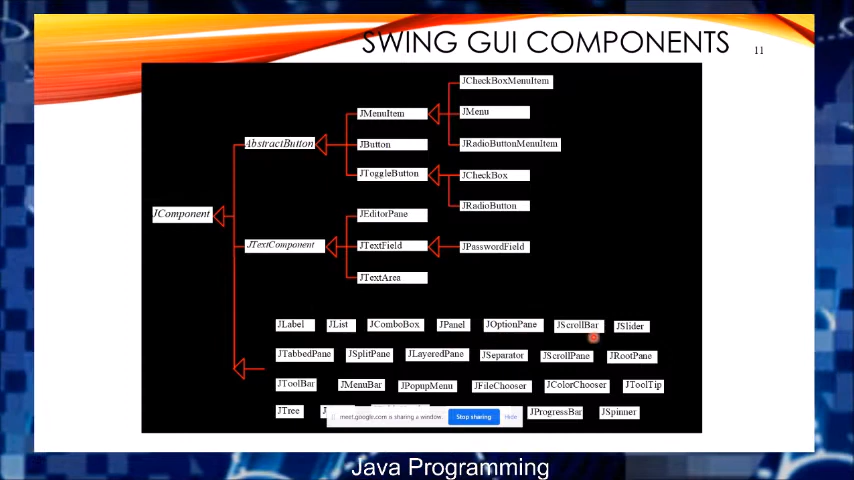 SWING GUI COMPONENTS
11
JCheckBoxMenuItem
JMenuItem
JMenu
AbstractButton
JButton
JRadioButtonMenuItem
JToggleButton
JCheckBox
JRadioButton
JComponent
JEditorPane
JTextComponent
JTextField
JPasswordField
JTextArea
JLabel JList JComboBox JPanel JOptionPane JScrollBar JSlider
JTabbedPane JSplitPane JLayeredPane JSeparator JScrollPane JRootPane
JToolBar JMenuBar JPopupMenu JFileChooser JColorChooser JToolTip
JTree JProgressBar JSpinner
meet.google.com is sharing a window. Stop sharing Hide
Java Programming